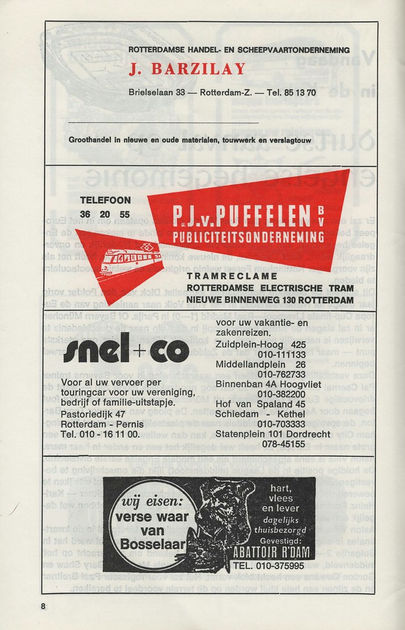 ROTTERDAMSE HANDEL- EN SCHEEPVAARTONDERNEMING
J. BARZILAY
Brielselaan 33 — Rotterdam-Z. — Tel. 85 13 70
Groothandel in nieuwe en oude materialen, touwwerk en verslagtouw
TELEFOON
36 20 55
P.J.v.PUFFELEN BV
PUBLICITEITSONDERNEMING
TRAMRECLAME
ROTTERDAMSE ELECTRISCHE TRAM
NIEUWE BINNENWEG 130 ROTTERDAM
snel+co
Voor al uw vervoer per
touringcar voor uw vereniging,
bedrijf of familie-uitstapje.
Pastoriedijk 47
Rotterdam - Pernis
Tel. 010 - 16 11 00.
voor uw vakantie- en
zakenreizen.
Zuidplein-Hoog 425
010-111133
Middellandplein 26
010-762733
Binnenban 4A Hoogvliet
010-382200
Hof van Spaland 45
Schiedam - Kethel
010-703333
Statenplein 101 Dordrecht
078-45155
wij eisen:
verse waar
van
Bosselaar
hart,
vlees
en lever
dagelijks
thuisbezorgd
Gevestigd:
ABATTOIR R'DAM
TEL. 010-375995
8